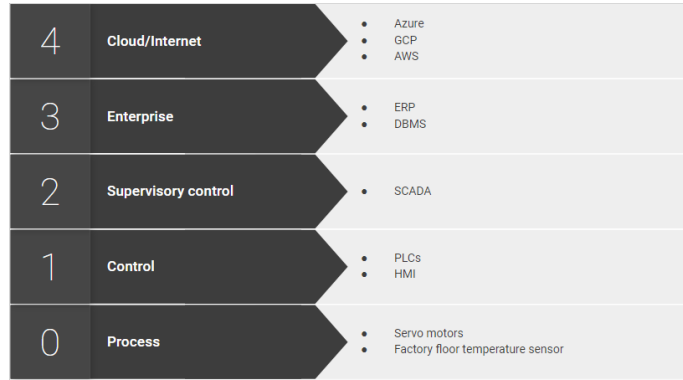 4 Cloud/Internet
● Azure
● GCP
● AWS
3 Enterprise
● ERP
● DBMS
2 Supervisory control
● SCADA
1 Control
● PLCs
● HMI
0 Process
● Servo motors
● Factory floor temperature sensor